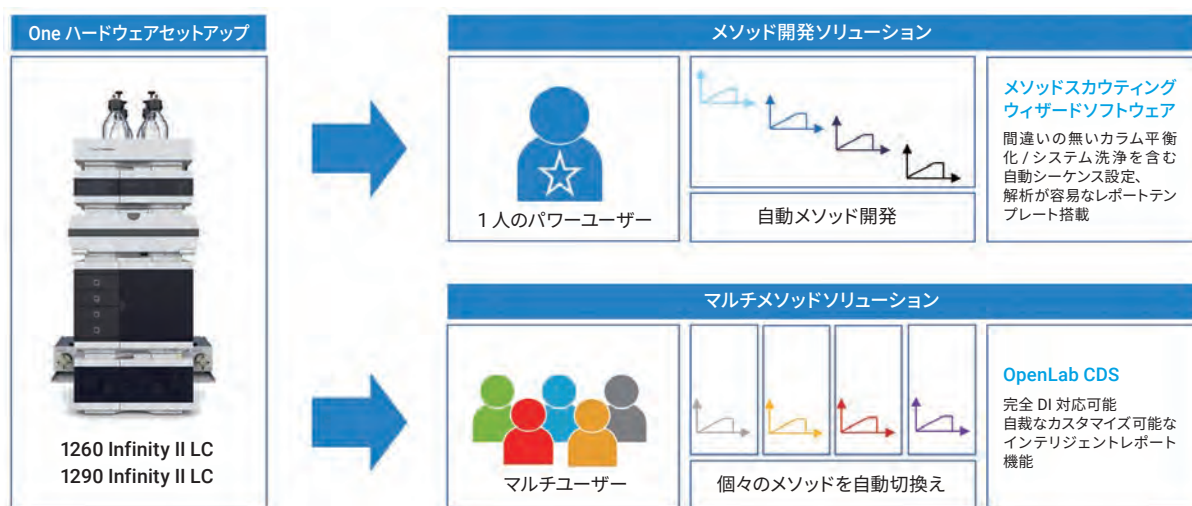 One ハードウェアセットアップ
1260 Infinity II LC
1290 Infinity II LC
メソッド開発ソリューション
1 人のパワーユーザー
自動メソッド開発
メソッドスカウティング
ウィザードソフトウェア
間違いの無いカラム平衡
化 / システム洗浄を含む
自動シーケンス設定、
解析が容易なレポートテン
プレート搭載
マルチメソッドソリューション
マルチユーザー
個々のメソッドを自動切換え
OpenLab CDS
完全 DI 対応可能
自裁なカスタマイズ可能な
インテリジェントレポート
機能